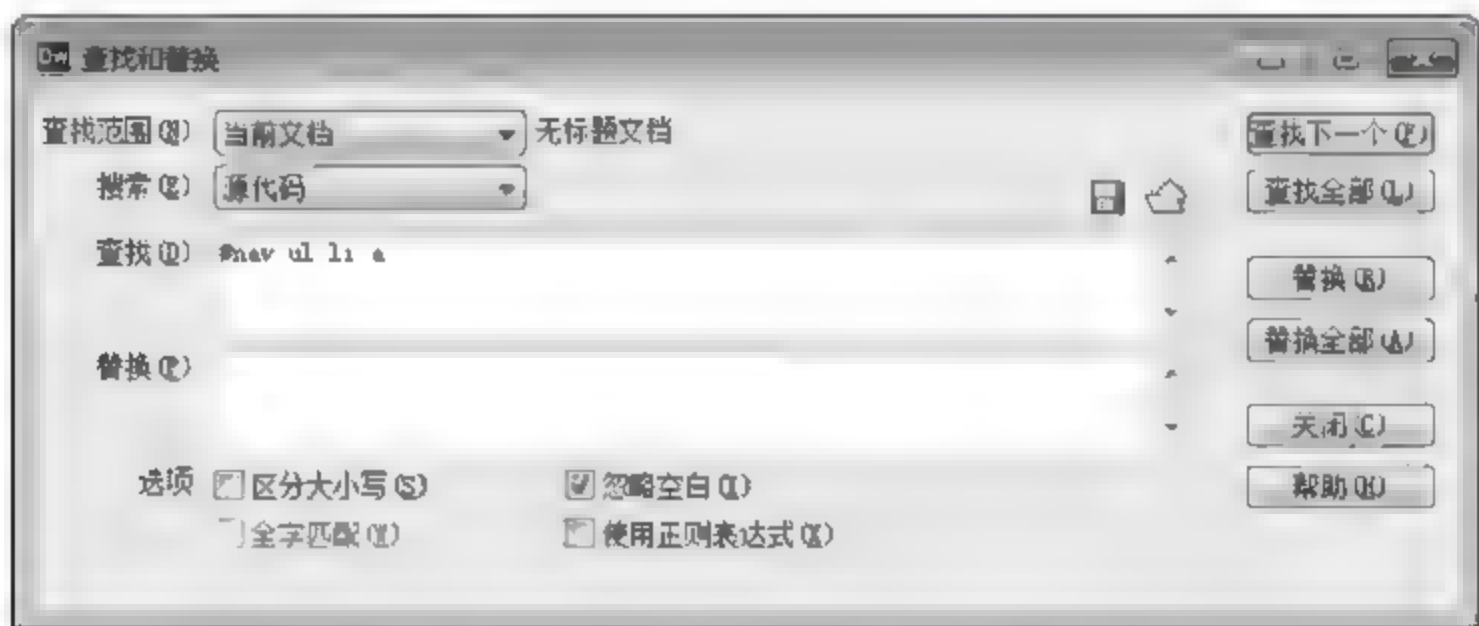 Dw 查找和替换
查找范围(N) 当前文档 无标题文档 查找下一个(F)
搜索(E) 源代码 查找全部(L)
查找(D) #nav ul li a
替换(R)
替换(P) 替换全部(A)
关闭(C)
选项 区分大小写(S) 忽略空白(I) 帮助(H)
全字匹配(W) 使用正则表达式(X)